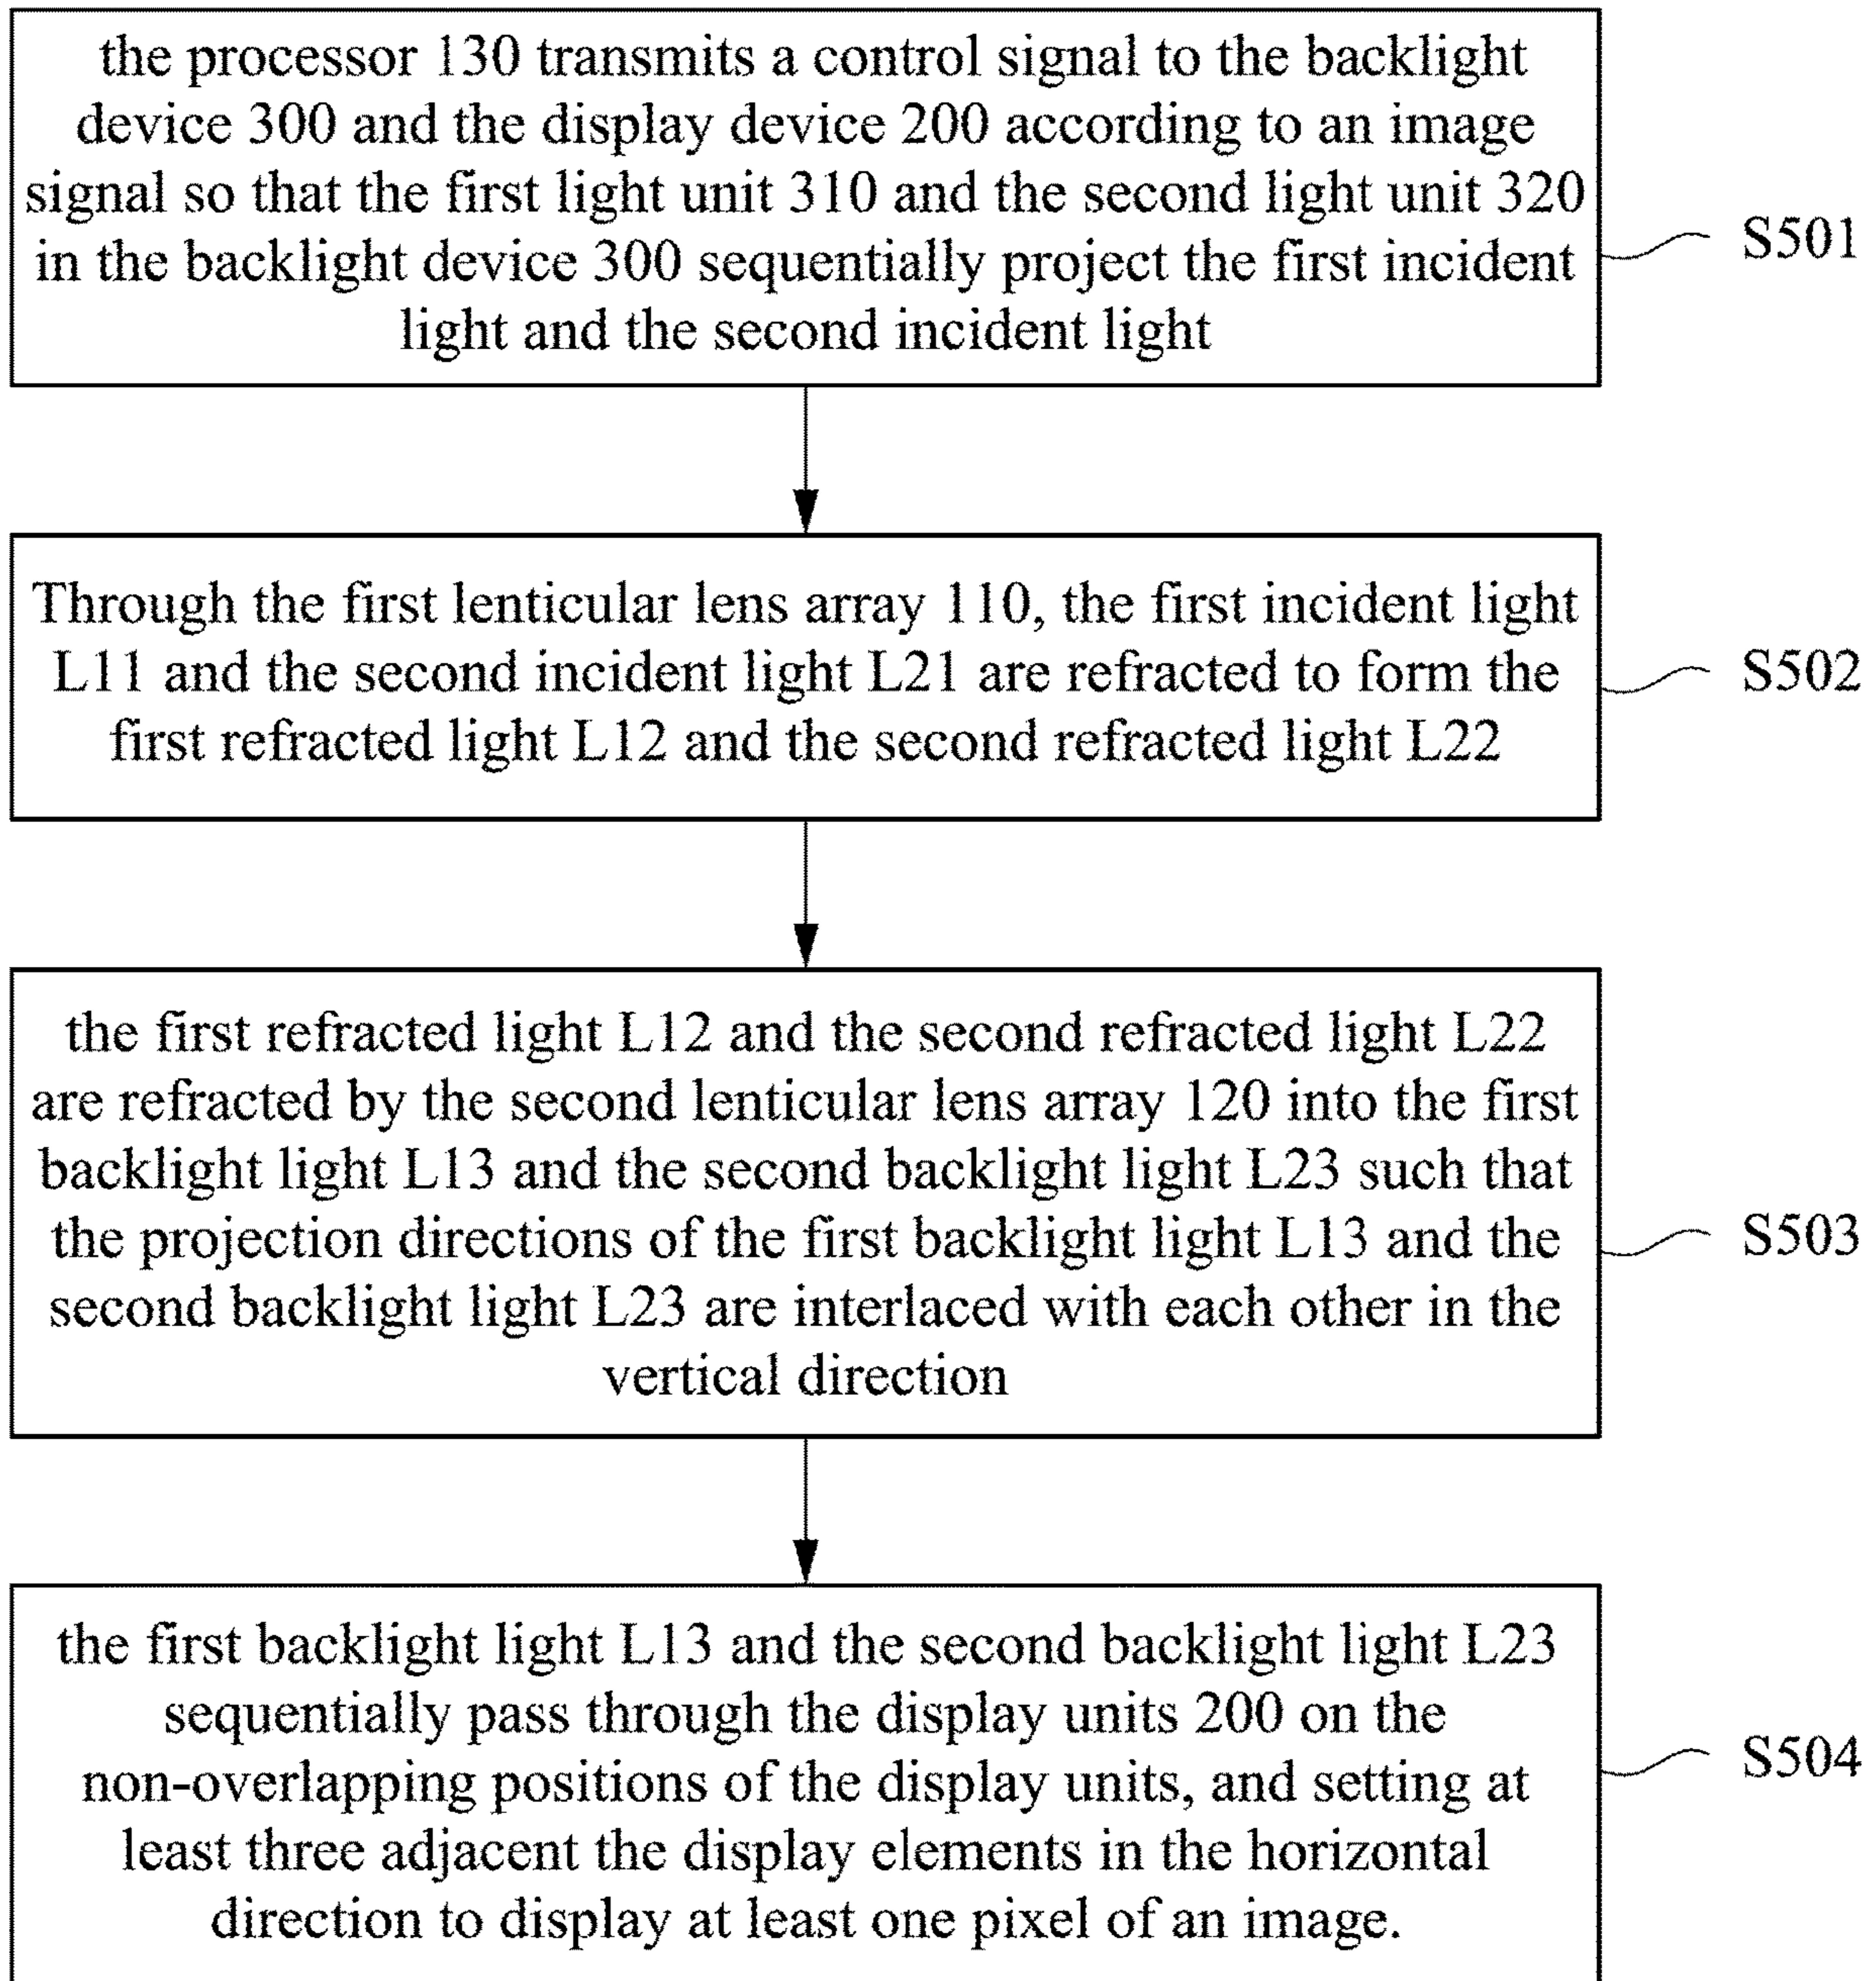 the processor 130 transmits a control signal to the backlight
device 300 and the display device 200 according to an image
signal so that the first light unit 310 and the second light unit 320
in the backlight device 300 sequentially project the first incident
light and the second incident light
S501
Through the first lenticular lens array 110, the first incident light
L11 and the second incident light L21 are refracted to form the
first refracted light L12 and the second refracted light L22
S502
the first refracted light L12 and the second refracted light L22
are refracted by the second lenticular lens array 120 into the first
backlight light L13 and the second backlight light L23 such that
the projection directions of the first backlight light L13 and the
second backlight light L23 are interlaced with each other in the
vertical direction
S503
the first backlight light L13 and the second backlight light L23
sequentially pass through the display units 200 on the
non-overlapping positions of the display units, and setting at
least three adjacent the display elements in the horizontal
direction to display at least one pixel of an image.
S504